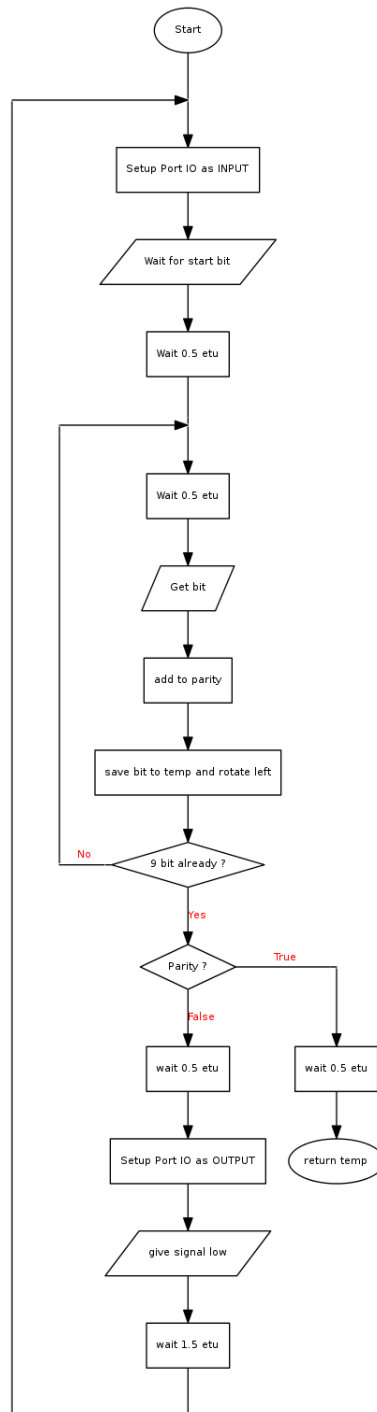 Start
Setup Port IO as INPUT
Wait for start bit
Wait 0.5 etu
Wait 0.5 etu
Get bit
add to parity
save bit to temp and rotate left
9 bit already ?
No
Yes
Parity ?
True
False
wait 0.5 etu
wait 0.5 etu
Setup Port IO as OUTPUT
return temp
give signal low
wait 1.5 etu